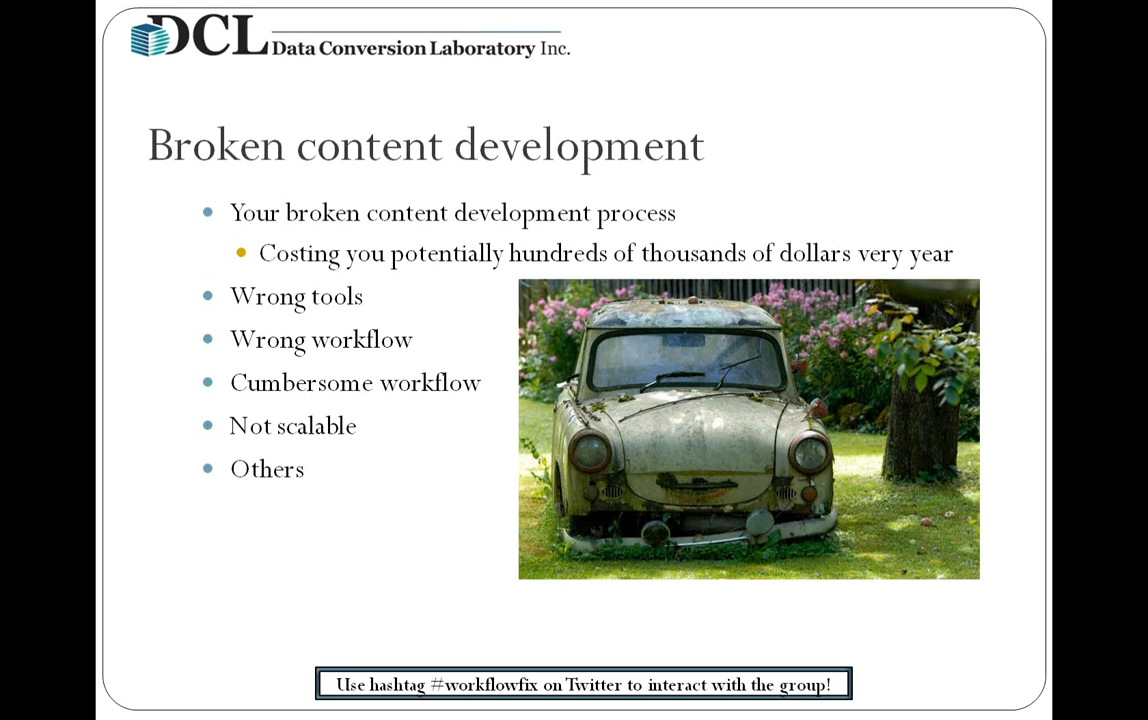 DCL
Data Conversion Laboratory Inc.
Broken content development
Your broken content development process
Costing you potentially hundreds of thousands of dollars very year
Wrong tools
Wrong workflow
Cumbersome workflow
Not scalable
Others
Use hashtag #workflowfix on Twitter to interact with the group!